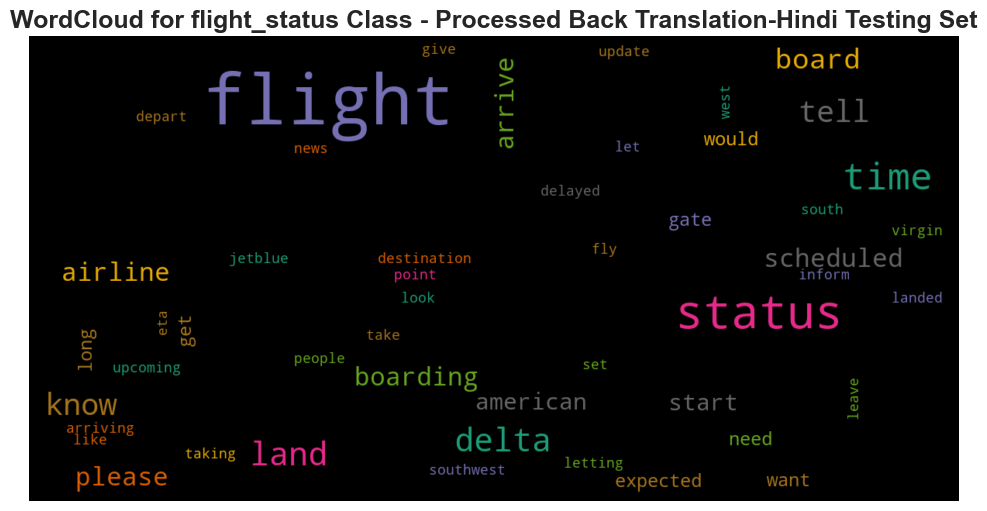 WordCloud for flight_status Class - Processed Back Translation-Hindi Testing Set
give
update
board
flight
arrive
west
tell
depart
would
news
let
time
delayed
south
gate
virgin
fly
jetblue
destination
scheduled
airline
point
inform
look
landed
status
eta
get
long
take
people
set
upcoming
boarding
know
american
start
leave
arriving
like
delta
need
taking
land
letting
southwest
please
expected
want